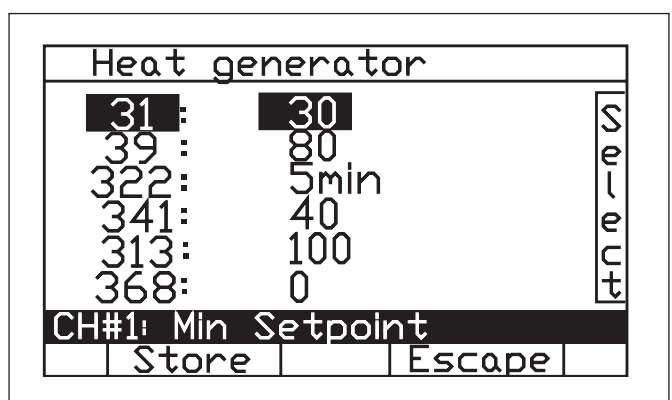 Heat generator
31: 30
39: 80
322: 5min
341: 40
313: 100
368: 0
Select
CH#1: Min Setpoint
Store Escape